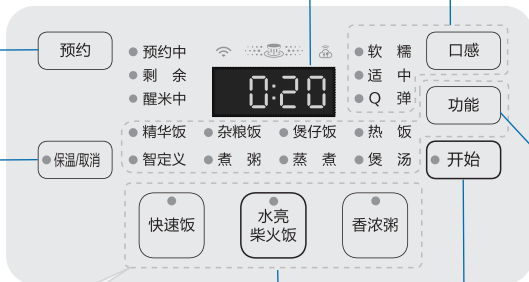 预约
预约中
剩 余
醒米中
0:20
软 糯
适 中
Q 弹
口感
功能
精华饭 杂粮饭 煲仔饭 热 饭
智定义 煮 粥 蒸 煮 煲 汤
保温/取消
开始
快速饭
水亮
柴火饭
香浓粥